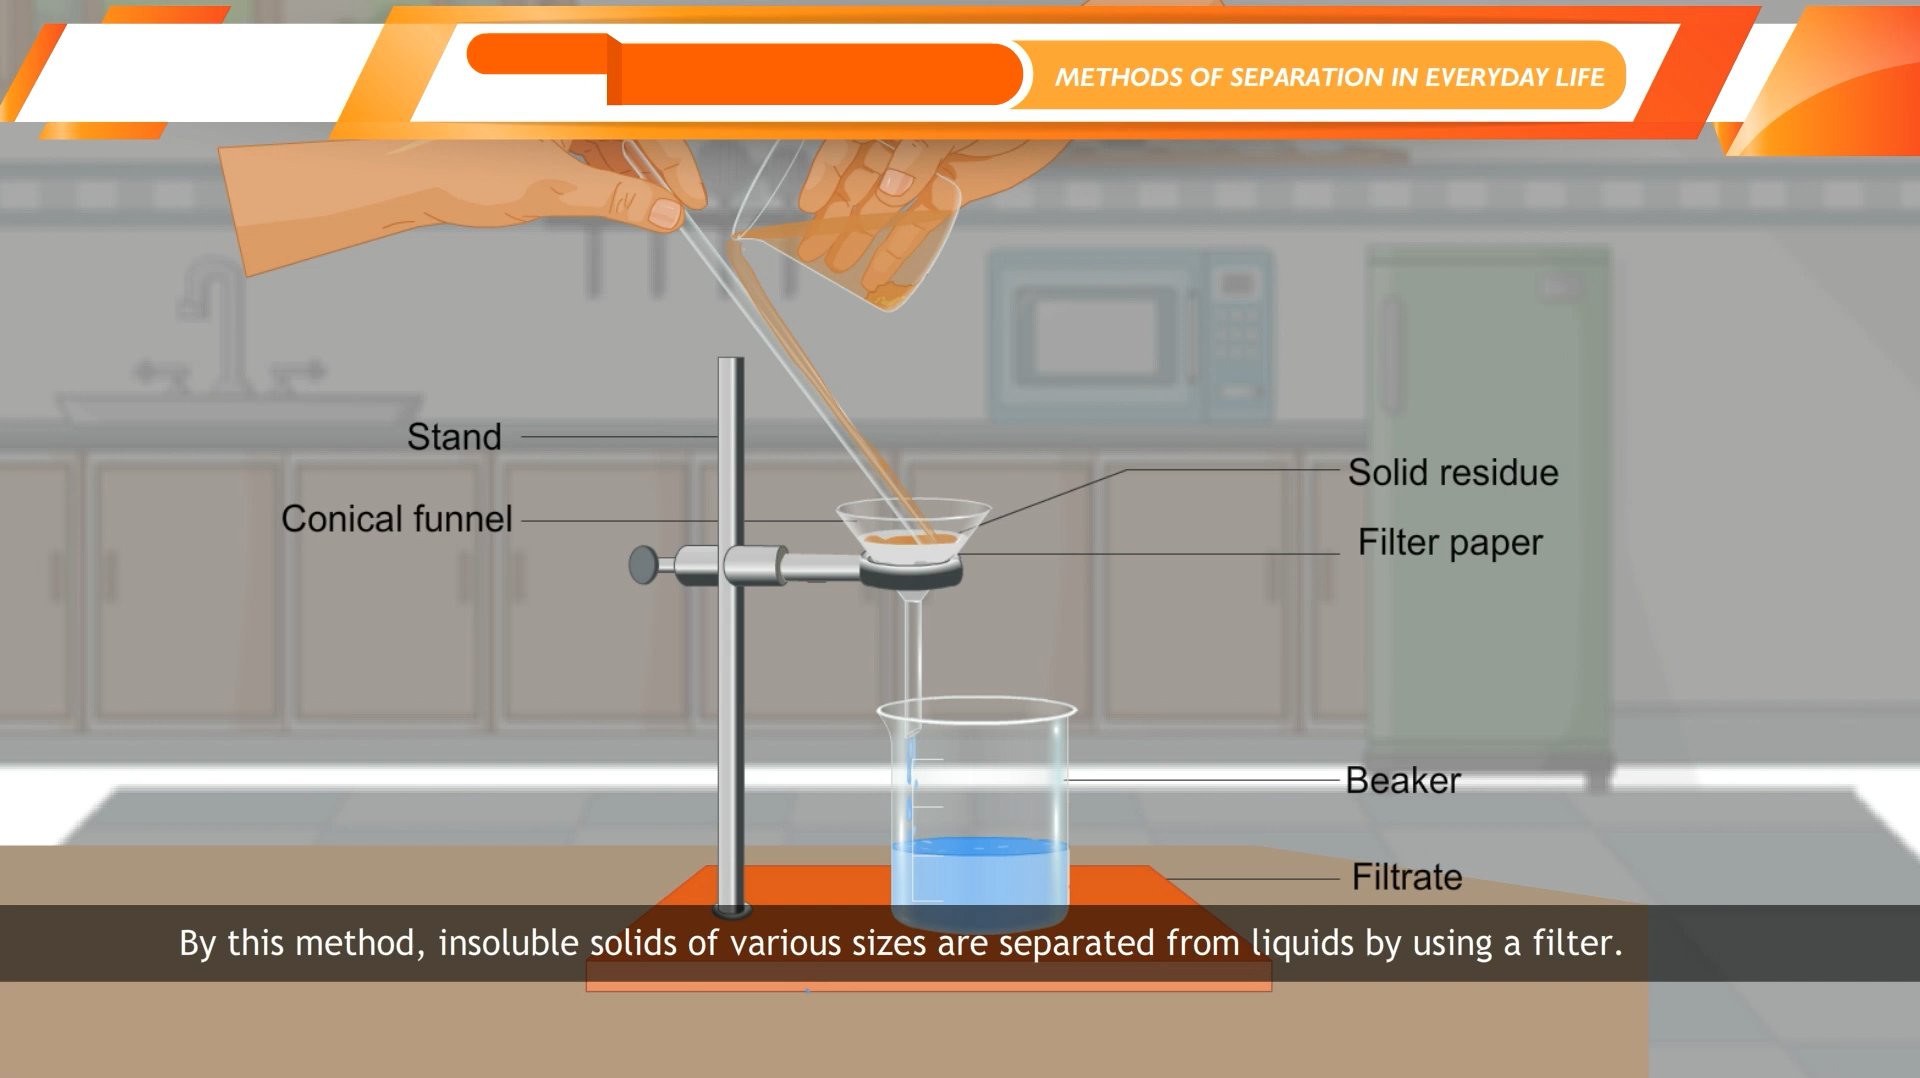 METHODS OF SEPARATION IN EVERYDAY LIFE
Stand
Conical funnel
Solid residue
Filter paper
Beaker
Filtrate
By this method, insoluble solids of various sizes are separated from liquids by using a filter.